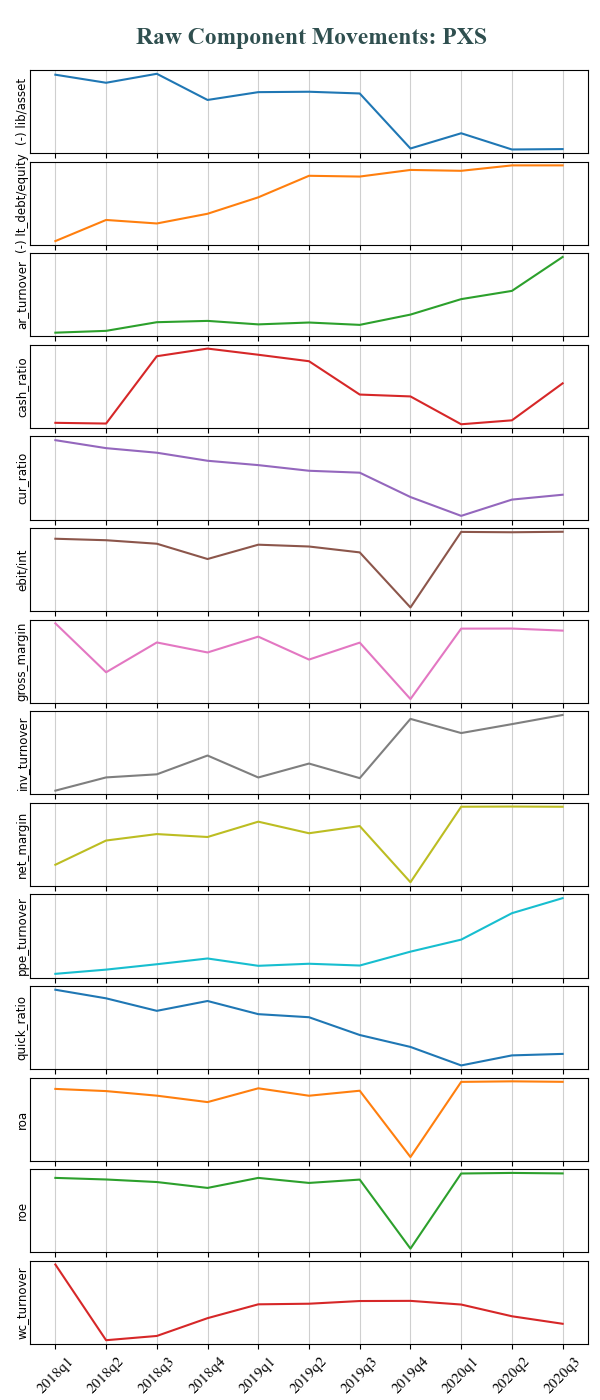 Raw Component Movements: PXS
(-) lib/asset
(-) lt_debt/equity
ar_turnover
cash_ratio
cur_ratio
ebit/int
gross_margin
inv_turnover
net_margin
ppe_turnover
quick_ratio
roa
roe
wc_turnover
2018q1 2018q2 2018q3 2018q4 2019q1 2019q2 2019q3 2019q4 2020q1 2020q2 2020q3